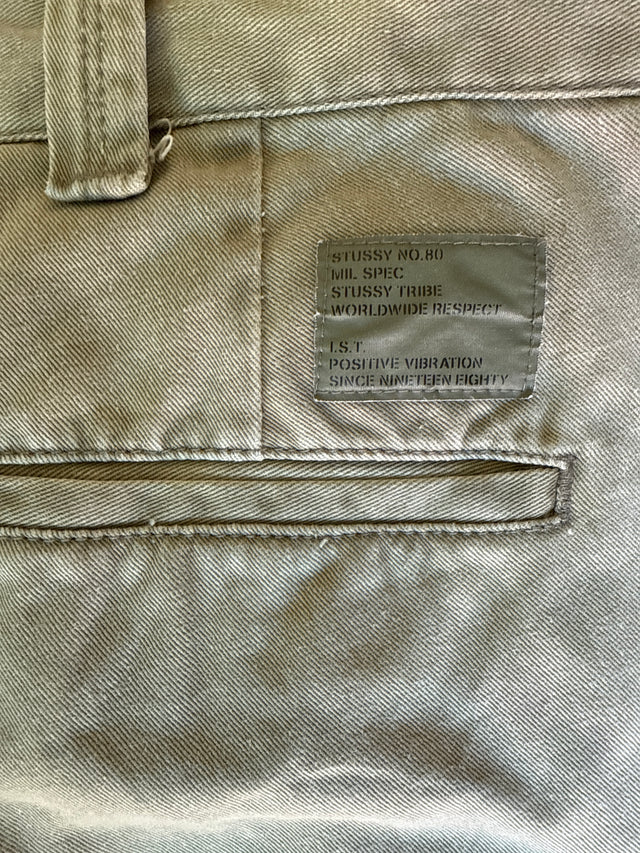 STUSSY NO.80
MIL SPEC
STUSSY TRIBE
WORLDWIDE RESPECT
I.S.T.
POSITIVE VIBRATION
SINCE NINETEEN EIGHTY